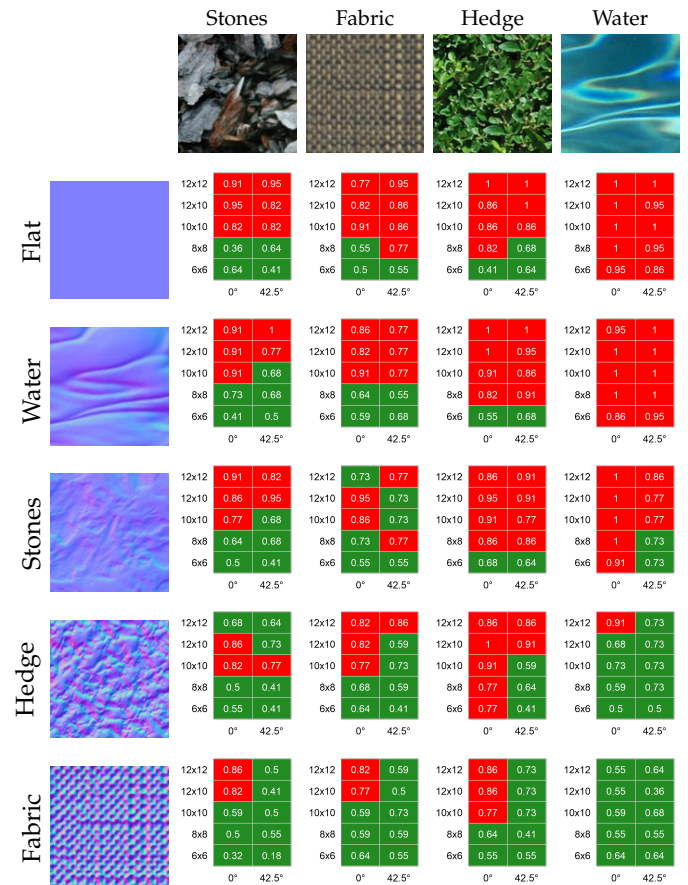 Stones Fabric Hedge Water
Flat
12x12 0.91 0.95 12x12 0.77 0.95 12x12 1 1 12x12 1 1
12x10 0.95 0.82 12x10 0.82 0.86 12x10 0.86 1 12x10 1 0.95
10x10 0.82 0.82 10x10 0.91 0.86 10x10 0.86 0.86 10x10 1 1
8x8 0.36 0.64 8x8 0.55 0.77 8x8 0.82 0.68 8x8 1 0.95
6x6 0.64 0.41 6x6 0.5 0.55 6x6 0.41 0.64 6x6 0.95 0.86
0° 42.5° 0° 42.5° 0° 42.5° 0° 42.5°
Water
12x12 0.91 1 12x12 0.86 0.77 12x12 1 1 12x12 0.95 1
12x10 0.91 0.77 12x10 0.82 0.77 12x10 1 0.95 12x10 1 1
10x10 0.91 0.68 10x10 0.91 0.77 10x10 0.91 0.86 10x10 1 1
8x8 0.73 0.68 8x8 0.64 0.55 8x8 0.82 0.91 8x8 1 1
6x6 0.41 0.5 6x6 0.59 0.68 6x6 0.55 0.68 6x6 0.86 0.95
0° 42.5° 0° 42.5° 0° 42.5° 0° 42.5°
Stones
12x12 0.91 0.82 12x12 0.73 0.77 12x12 0.86 0.91 12x12 1 0.86
12x10 0.86 0.95 12x10 0.95 0.73 12x10 0.95 0.91 12x10 1 0.77
10x10 0.77 0.68 10x10 0.86 0.73 10x10 0.91 0.77 10x10 1 0.77
8x8 0.64 0.68 8x8 0.73 0.77 8x8 0.86 0.86 8x8 1 0.73
6x6 0.5 0.41 6x6 0.55 0.55 6x6 0.68 0.64 6x6 0.91 0.73
0° 42.5° 0° 42.5° 0° 42.5° 0° 42.5°
Hedge
12x12 0.68 0.64 12x12 0.82 0.86 12x12 0.86 0.86 12x12 0.91 0.73
12x10 0.86 0.73 12x10 0.82 0.59 12x10 1 0.91 12x10 0.68 0.73
10x10 0.82 0.77 10x10 0.77 0.73 10x10 0.91 0.59 10x10 0.73 0.73
8x8 0.5 0.41 8x8 0.68 0.59 8x8 0.77 0.64 8x8 0.59 0.73
6x6 0.55 0.41 6x6 0.64 0.41 6x6 0.77 0.41 6x6 0.5 0.5
0° 42.5° 0° 42.5° 0° 42.5° 0° 42.5°
Fabric
12x12 0.86 0.5 12x12 0.82 0.59 12x12 0.86 0.73 12x12 0.55 0.64
12x10 0.82 0.41 12x10 0.77 0.5 12x10 0.86 0.73 12x10 0.55 0.36
10x10 0.59 0.5 10x10 0.59 0.73 10x10 0.77 0.73 10x10 0.59 0.68
8x8 0.5 0.55 8x8 0.59 0.59 8x8 0.64 0.41 8x8 0.55 0.55
6x6 0.32 0.18 6x6 0.64 0.55 6x6 0.55 0.55 6x6 0.64 0.64
0° 42.5° 0° 42.5° 0° 42.5° 0° 42.5°